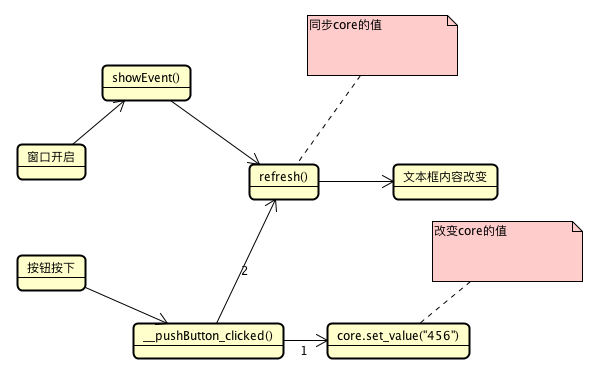 同步core的值
showEvent()
窗口开启
refresh()
文本框内容改变
改变core的值
按钮按下
2
__pushButton_clicked()
core.set_value("456")
1